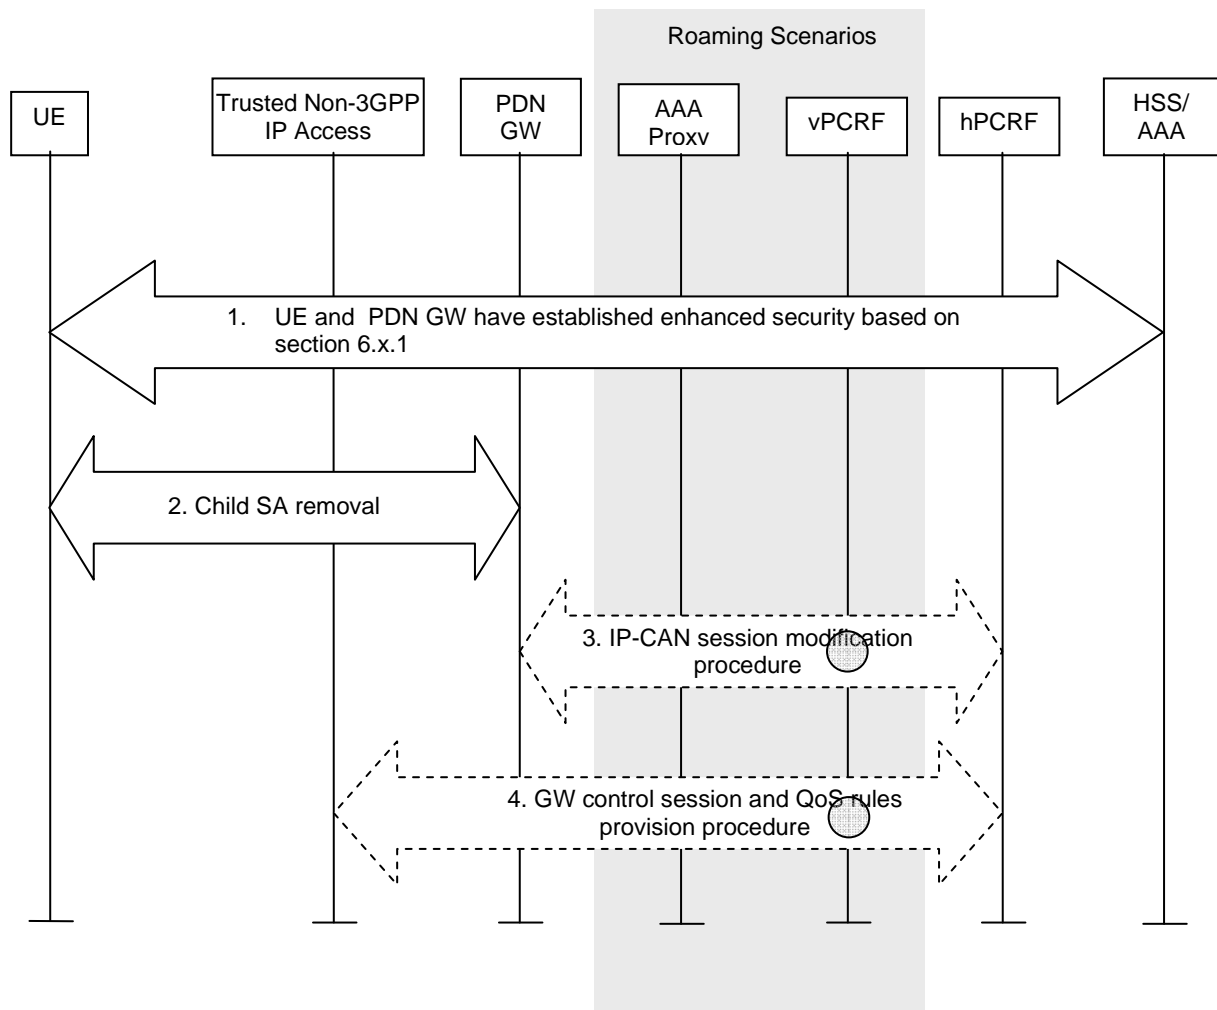 Roaming Scenarios
UE
Trusted Non-3GPP
IP Access
PDN
GW
AAA
Proxy
vPCRF
hPCRF
HSS/
AAA
1. UE and PDN GW have established enhanced security based on
section 6.x.1
2. Child SA removal
3. IP-CAN session modification
procedure
4. GW control session and QoS rules
provision procedure